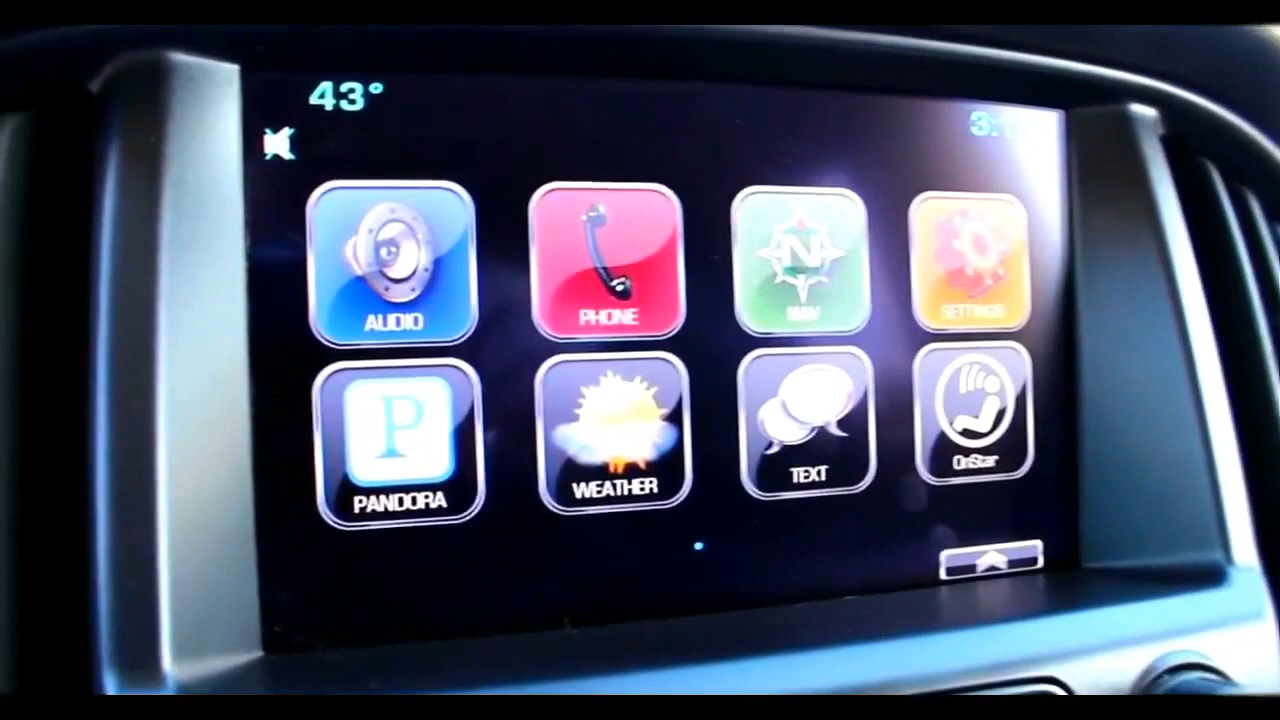 43°
AUDIO
PHONE
N
NAV
SETTINGS
P
PANDORA
WEATHER
TEXT
OnStar